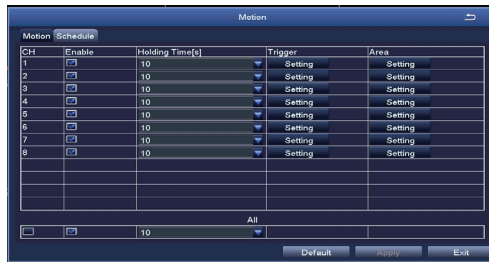 Motion
Motion Schedule
CH Enable Holding Time[s] Trigger Area
1 10 Setting Setting
2 10 Setting Setting
3 10 Setting Setting
4 10 Setting Setting
5 10 Setting Setting
6 10 Setting Setting
7 10 Setting Setting
8 10 Setting Setting
All
10
Default Apply Exit